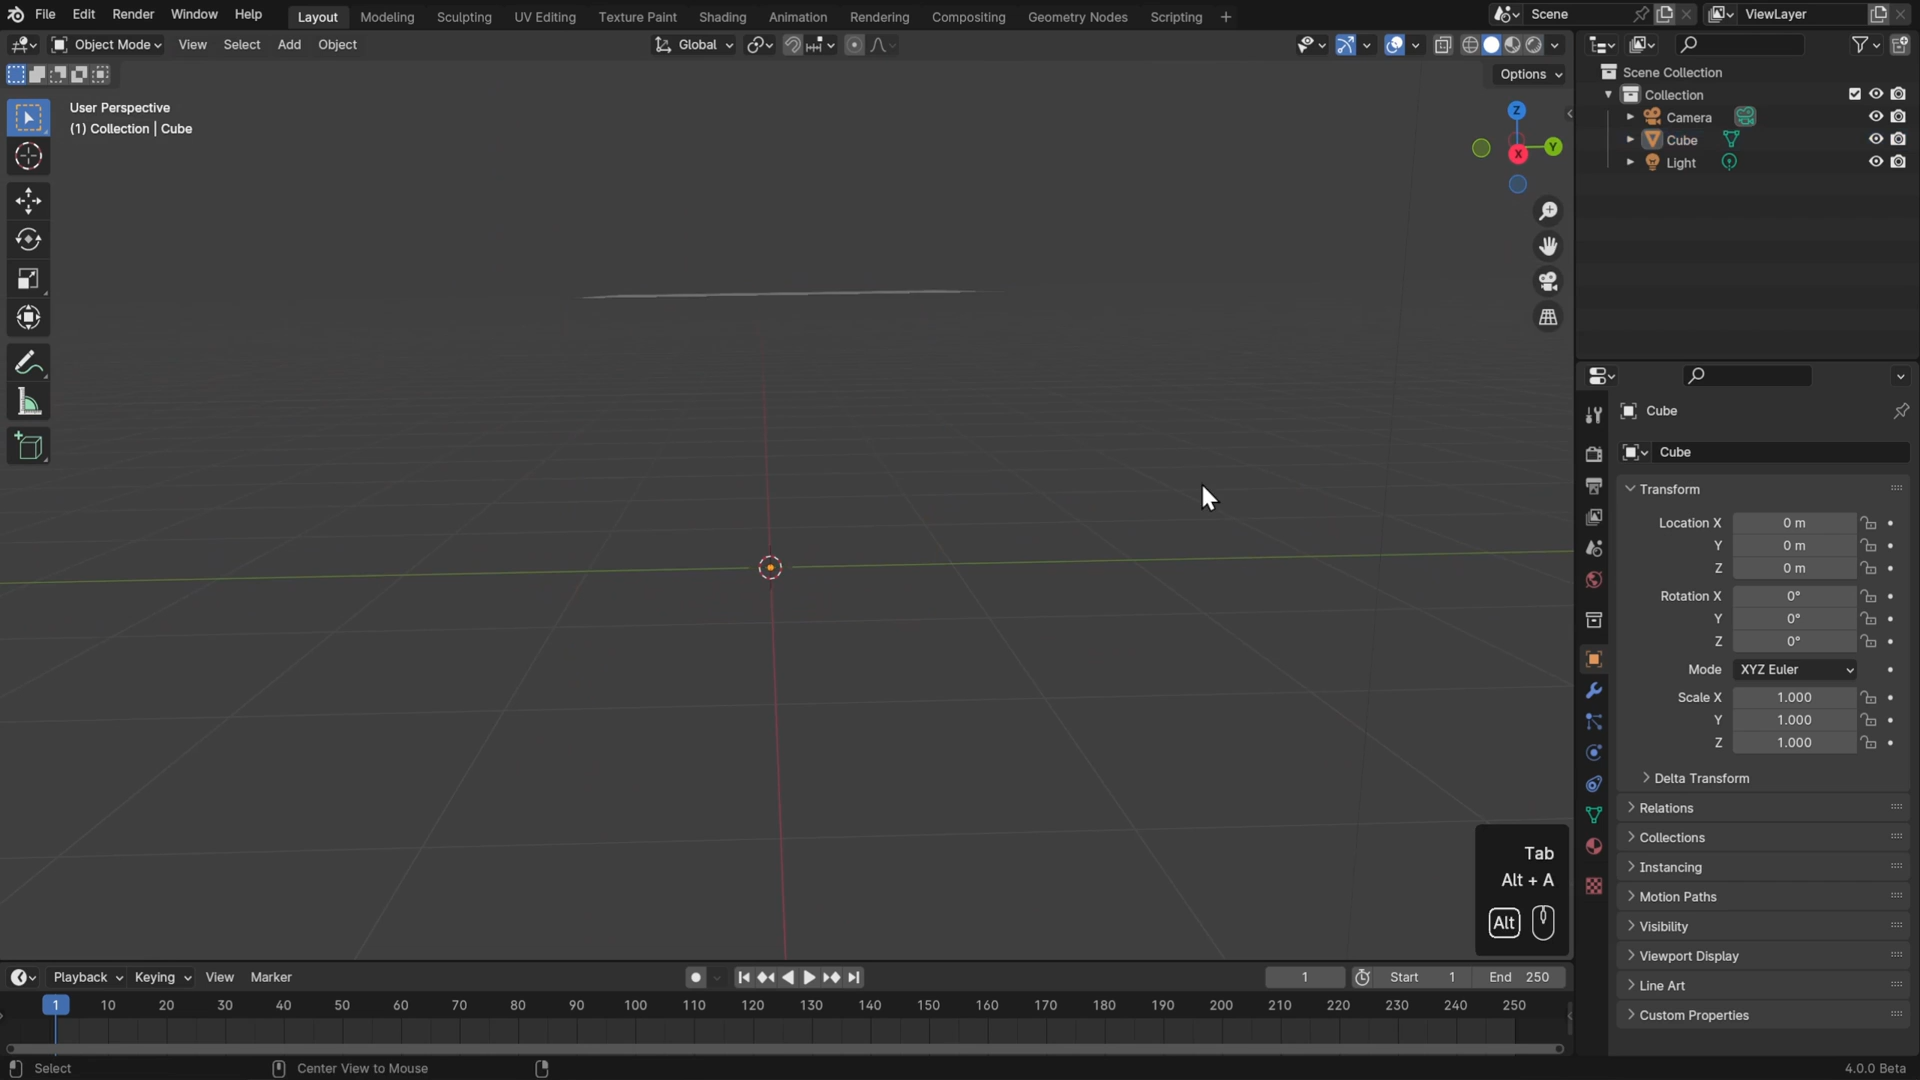 File Edit Render Window Help Layout Modeling Sculpting UV Editing Texture Paint Shading Animation Rendering Compositing Geometry Nodes Scripting + Scene ViewLayer
Object Mode View Select Add Object Global
Options
User Perspective
(1) Collection | Cube
Z
Y
X
Scene Collection
Collection
Camera
Cube
Light
Cube
Cube
Transform
Location X 0 m
Y 0 m
Z 0 m
Rotation X 0°
Y 0°
Z 0°
Mode XYZ Euler
Scale X 1.000
Y 1.000
Z 1.000
Delta Transform
Relations
Collections
Instancing
Motion Paths
Visibility
Viewport Display
Line Art
Custom Properties
Tab
Alt + A
Alt
Playback Keying View Marker 1 Start 1 End 250
1 10 20 30 40 50 60 70 80 90 100 110 120 130 140 150 160 170 180 190 200 210 220 230 240 250
Select Center View to Mouse 4.0.0 Beta